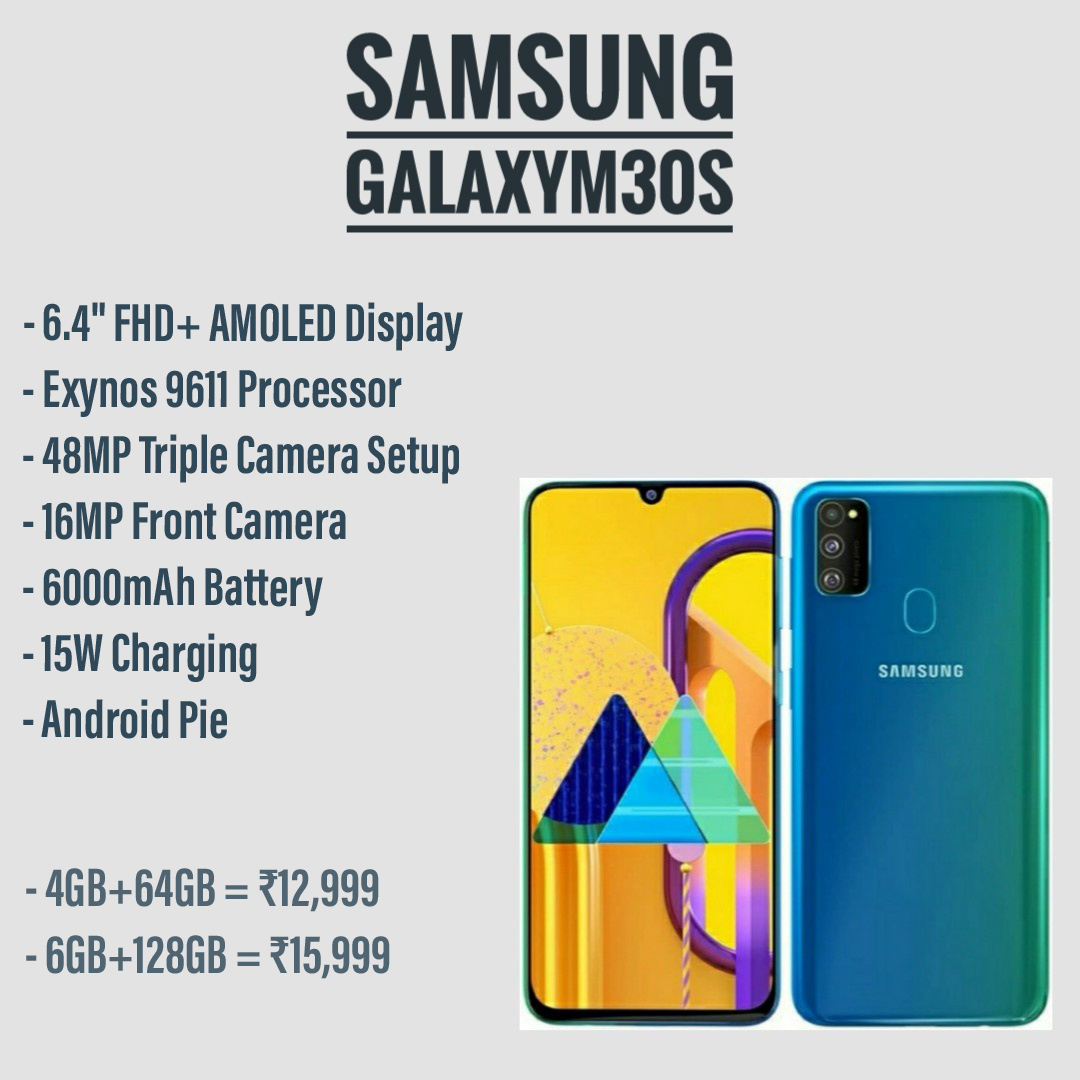 SAMSUNG
GALAXYM30S
- 6.4" FHD+ AMOLED Display
- Exynos 9611 Processor
- 48MP Triple Camera Setup
- 16MP Front Camera
- 6000mAh Battery
- 15W Charging
- Android Pie
- 4GB+64GB = ₹12,999
- 6GB+128GB = ₹15,999
SAMSUNG